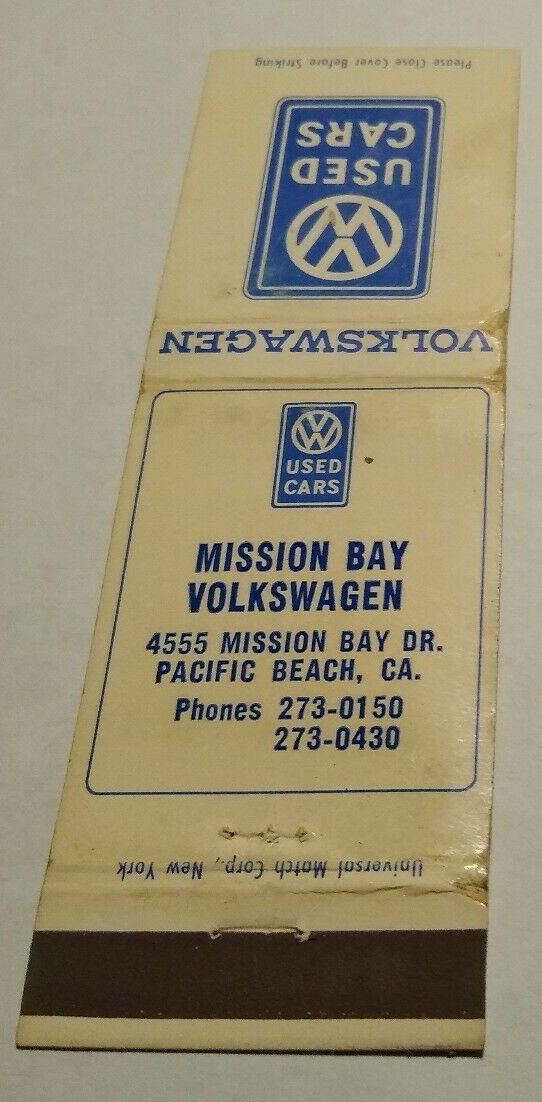 Please Close Cover Before Striking
USED
CARS
VOLKSWAGEN
USED
CARS
MISSION BAY
VOLKSWAGEN
4555 MISSION BAY DR.
PACIFIC BEACH, CA.
Phones 273-0150
273-0430
Universal Match Corp., New York